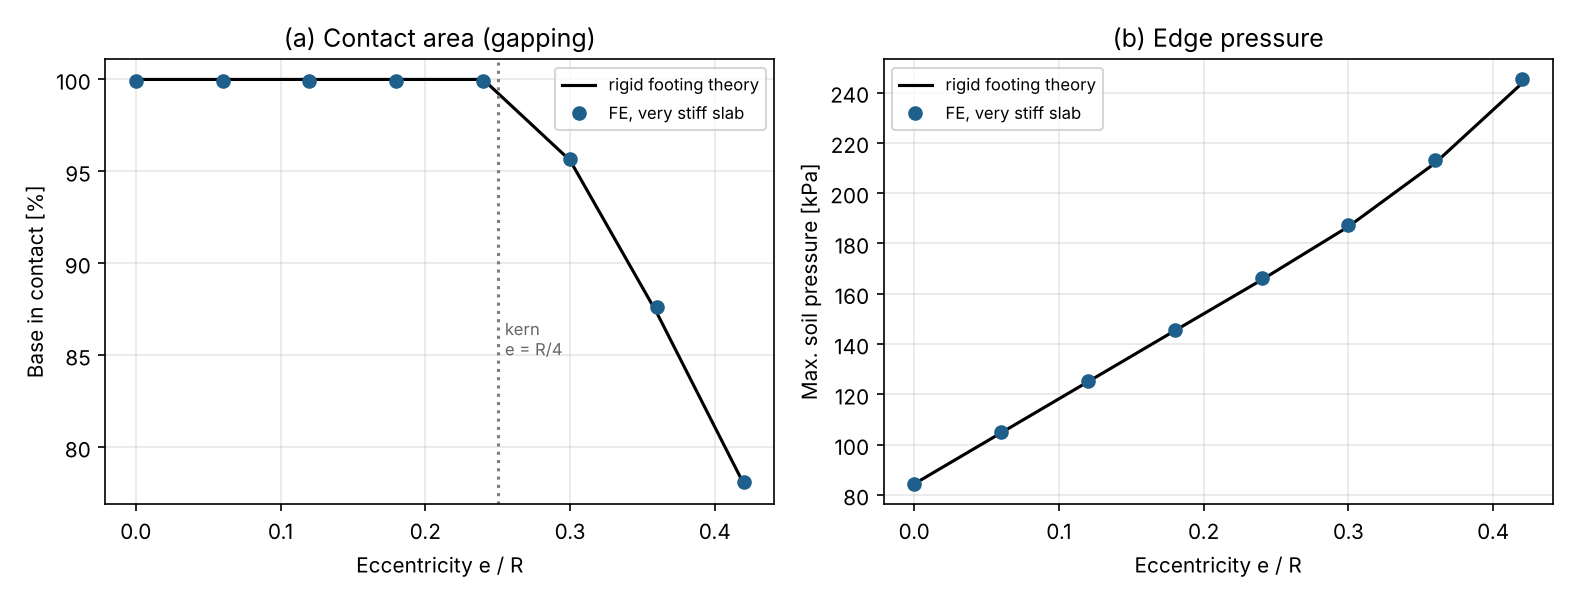 (a) Contact area (gapping)
Base in contact [%]
100
95
90
85
80
rigid footing theory
FE, very stiff slab
kern
e = R/4
0.0 0.1 0.2 0.3 0.4
Eccentricity e / R
(b) Edge pressure
Max. soil pressure [kPa]
240
220
200
180
160
140
120
100
80
rigid footing theory
FE, very stiff slab
0.0 0.1 0.2 0.3 0.4
Eccentricity e / R